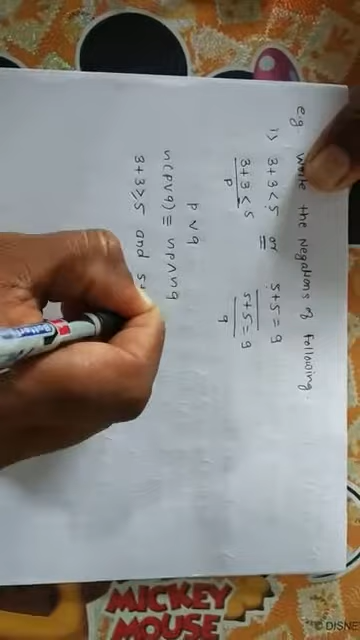 eg Write the Negations of following.
1) 3+3<5 or 5+5=9
3+3<5 5+5=9
p q
p∨q
~(p∨q) ≡ ~p∧~q
3+3≥5 and 5+
MICKEY
MOUSE
© DISNE